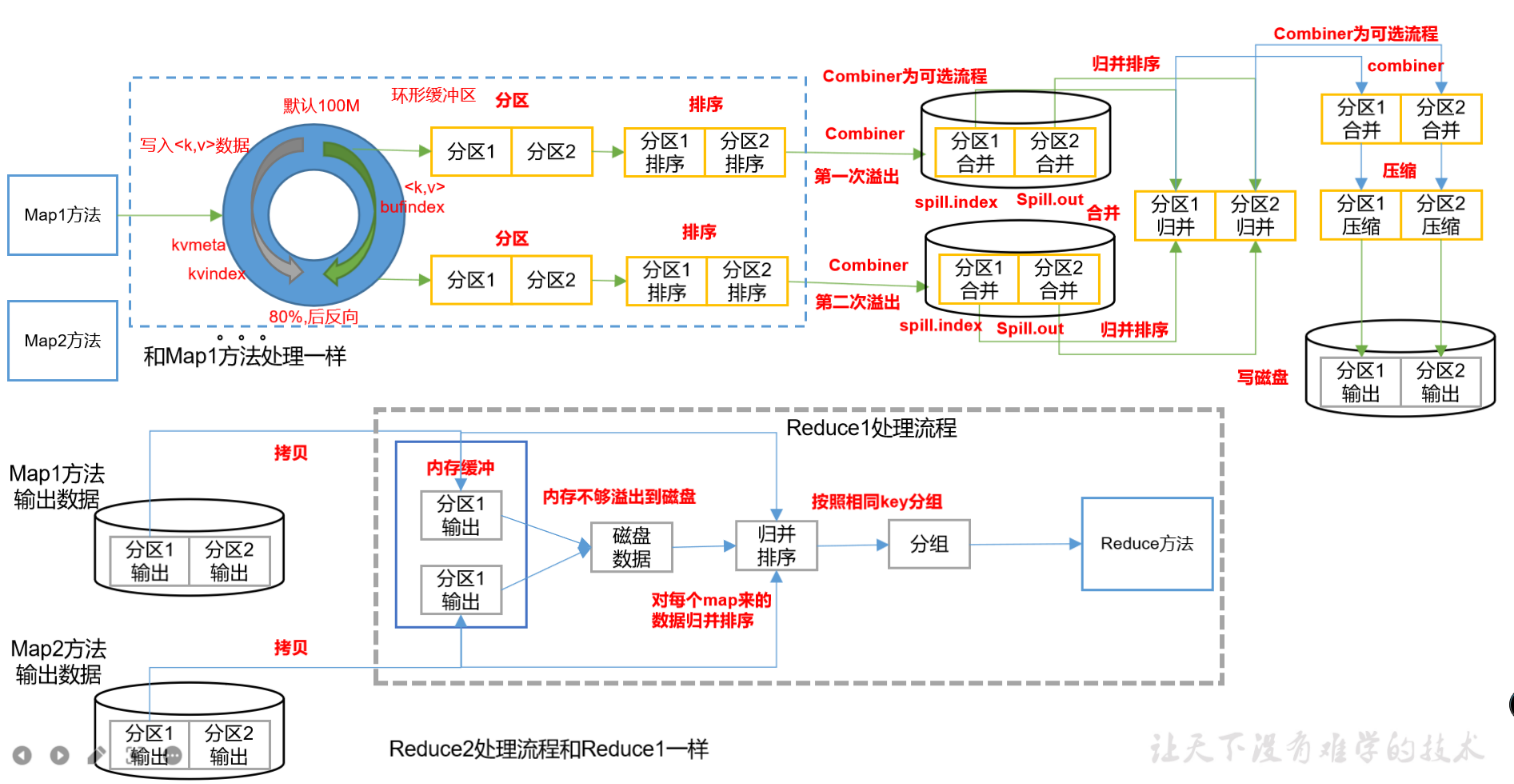 Combiner为可选流程
combiner
归并排序
Combiner为可选流程
默认100M
环形缓冲区
分区
排序
写入<k,v>数据
分区1
分区2
分区1
排序
分区2
排序
Combiner
第一次溢出
分区1
合并
分区2
合并
分区1
合并
分区2
合并
压缩
Map1方法
<k,v>
bufindex
kvmeta
kvindex
80%,后反向
spill.index
Spill.out
合并
分区1
归并
分区2
归并
分区1
压缩
分区2
压缩
分区
排序
分区1
分区2
分区1
排序
分区2
排序
Combiner
第二次溢出
分区1
合并
分区2
合并
spill.index
Spill.out
归并排序
Map2方法
。。。
和Map1方法处理一样
写磁盘
分区1
输出
分区2
输出
Reduce1处理流程
拷贝
Map1方法
输出数据
分区1
输出
分区2
输出
内存缓冲
分区1
输出
分区1
输出
内存不够溢出到磁盘
磁盘
数据
归并
排序
对每个map来的
数据归并排序
按照相同key分组
分组
Reduce方法
拷贝
Map2方法
输出数据
分区1
输出
分区2
输出
Reduce2处理流程和Reduce1一样
让天下没有难学的技术